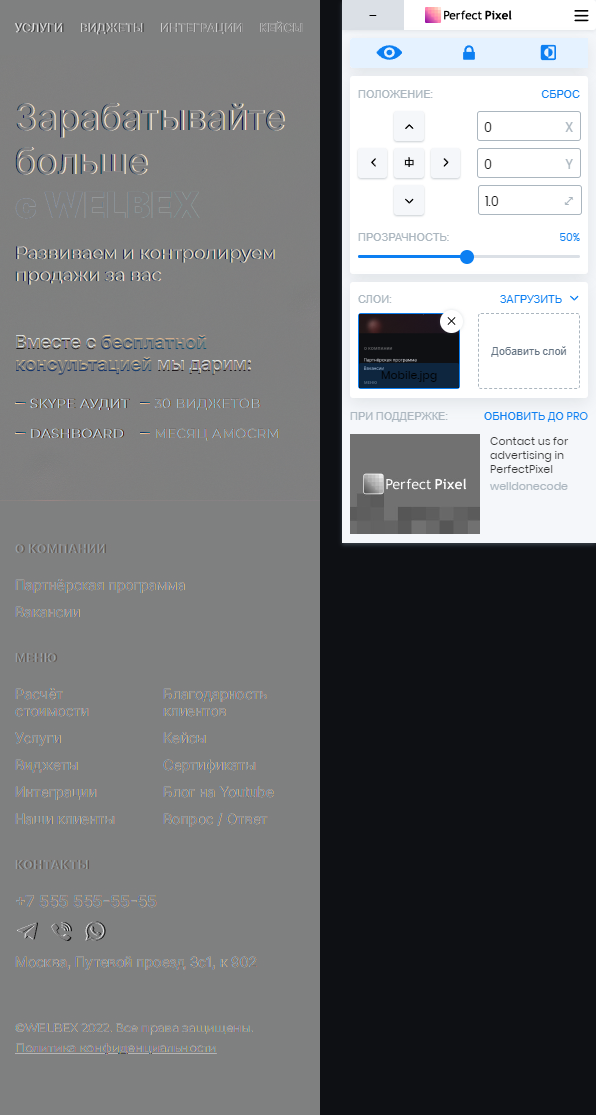 УСЛУГИ ВИДЖЕТЫ ИНТЕГРАЦИИ КЕЙСЫ
Зарабатывайте
больше
с WELBEX
Развиваем и контролируем
продажи за вас
Вместе с бесплатной
консультацией мы дарим:
SKYPE АУДИТ 30 ВИДЖЕТОВ
DASHBOARD МЕСЯЦ AMOCRM
О КОМПАНИИ
Партнёрская программа
Вакансии
МЕНЮ
Расчёт
стоимости
Благодарность
клиентов
Услуги Кейсы
Виджеты Сертификаты
Интеграции Блог на Youtube
Наши клиенты Вопрос / Ответ
КОНТАКТЫ
+7 555 555-55-55
Москва, Путевой проезд, 3с1, к 902
©WELBEX 2022. Все права защищены.
Политика конфиденциальности
Perfect Pixel
ПОЛОЖЕНИЕ: СБРОС
0 X
0 Y
1.0
ПРОЗРАЧНОСТЬ: 50%
СЛОИ: ЗАГРУЗИТЬ
О КОМПАНИИ
Партнёрская программа
Вакансии
МЕНЮ
Mobile.jpg
Добавить слой
ПРИ ПОДДЕРЖКЕ: ОБНОВИТЬ ДО PRO
Perfect Pixel
Contact us for
advertising in
PerfectPixel
welldonecode